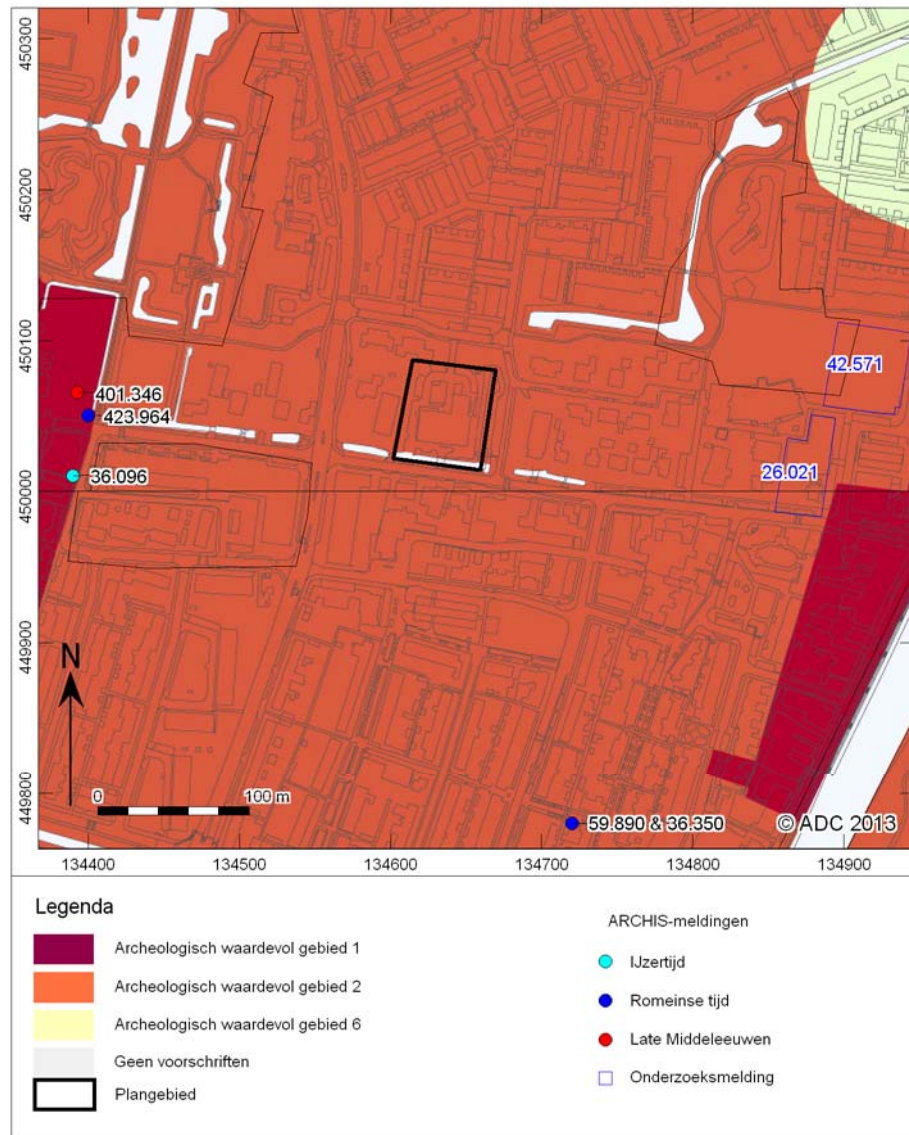 450300
450200
450100
450000
449900
449800
42.571
401.346
423.964
36.096
26.021
N
0 100 m
59.890 & 36.350
© ADC 2013
134400 134500 134600 134700 134800 134900
Legenda
Archeologisch waardevol gebied 1
Archeologisch waardevol gebied 2
Archeologisch waardevol gebied 6
Geen voorschriften
Plangebied
ARCHIS-meldingen
IJzertijd
Romeinse tijd
Late Middeleeuwen
Onderzoeksmelding